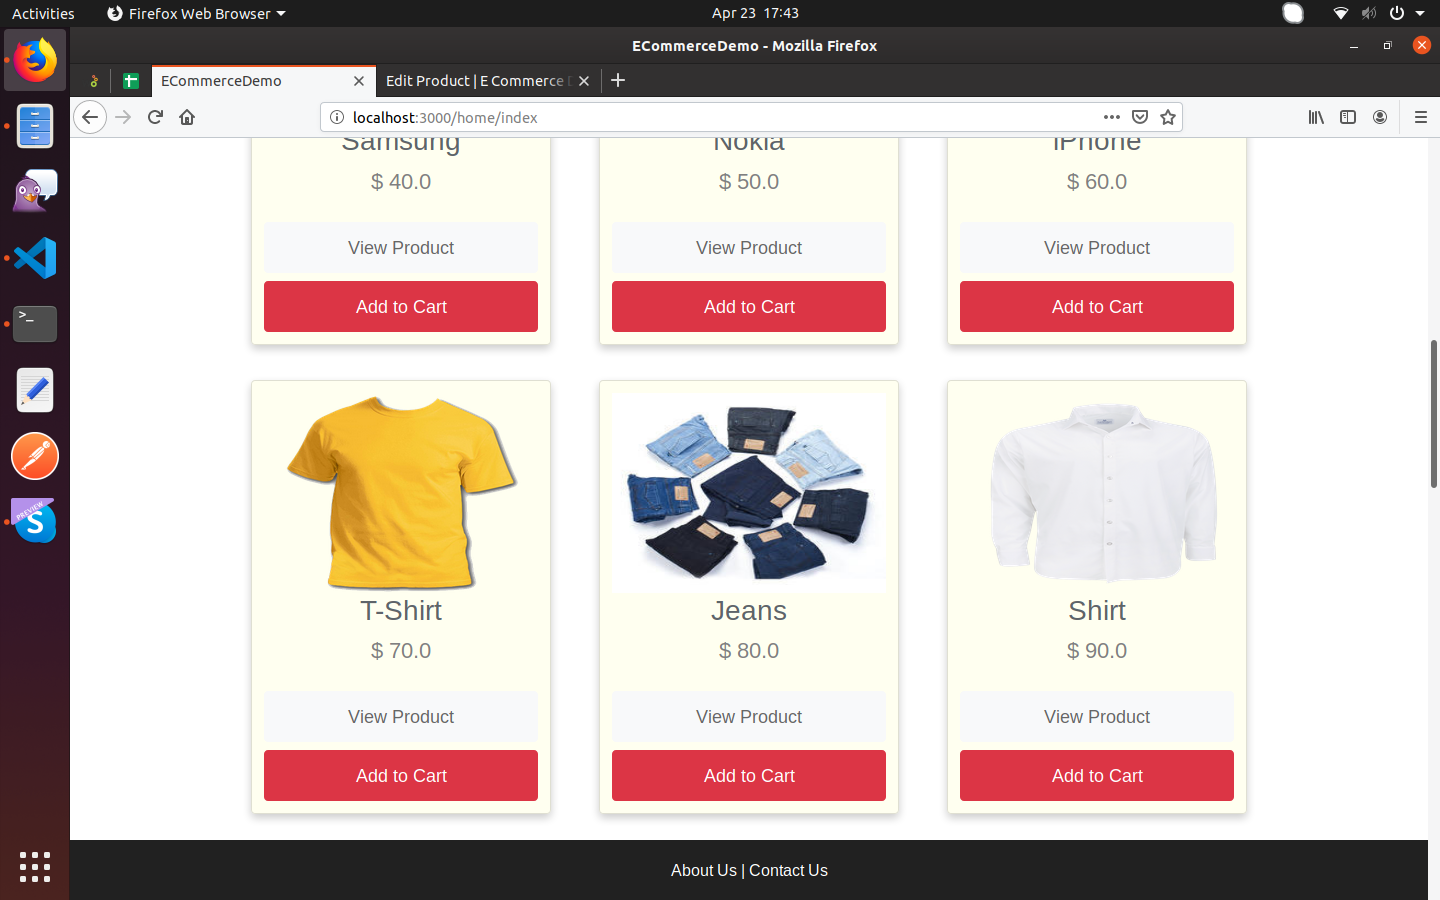 Activities Firefox Web Browser Apr 23 17:43
ECommerceDemo - Mozilla Firefox
ECommerceDemo Edit Product | E Commerce
localhost:3000/home/index
Samsung Nokia iPhone
$ 40.0 $ 50.0 $ 60.0
View Product View Product View Product
Add to Cart Add to Cart Add to Cart
T-Shirt Jeans Shirt
$ 70.0 $ 80.0 $ 90.0
View Product View Product View Product
Add to Cart Add to Cart Add to Cart
About Us | Contact Us
>_
PREVIEW
S